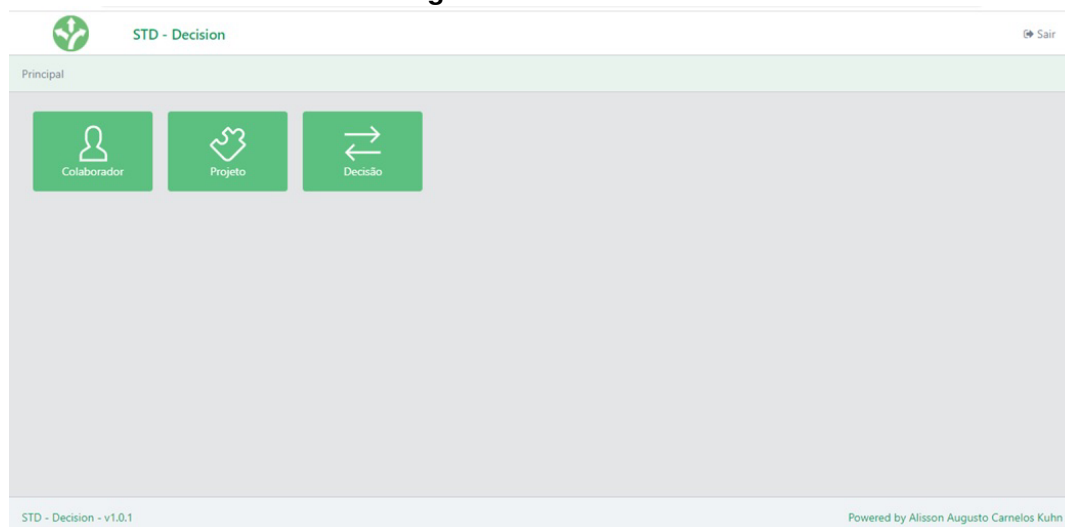 STD - Decision
Sair
Principal
Colaborador
Projeto
Decisão
STD - Decision - v1.0.1
Powered by Alisson Augusto Carnelos Kuhn